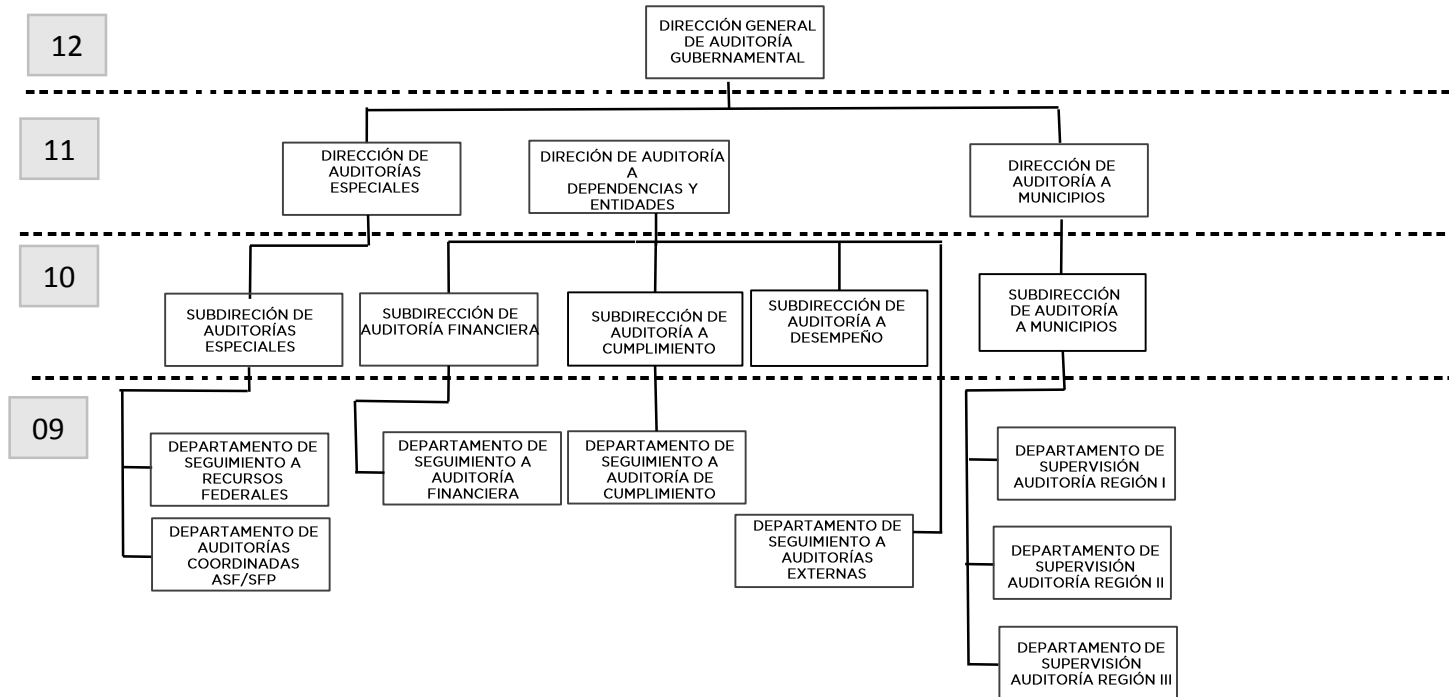 12
DIRECCIÓN GENERAL
DE AUDITORÍA
GUBERNAMENTAL
11
DIRECCIÓN DE
AUDITORÍAS
ESPECIALES
DIRECIÓN DE AUDITORÍA
A
DEPENDENCIAS Y
ENTIDADES
DIRECCIÓN DE
AUDITORÍA A
MUNICIPIOS
10
SUBDIRECIÓN DE
AUDITORÍAS
ESPECIALES
SUBDIRECCIÓN DE
AUDITORÍA FINANCIERA
SUBDIRECCIÓN DE
AUDITORÍA A
CUMPLIMIENTO
SUBDIRECCIÓN DE
AUDITORÍA A
DESEMPEÑO
SUBDIRECCIÓN
DE AUDITORÍA
A MUNICIPIOS
09
DEPARTAMENTO DE
SEGUIMIENTO A
RECURSOS
FEDERALES
DEPARTAMENTO DE
SEGUIMIENTO A
AUDITORÍA
FINANCIERA
DEPARTAMENTO DE
SEGUIMIENTO A
AUDITORÍA DE
CUMPLIMIENTO
DEPARTAMENTO DE
SUPERVISIÓN
AUDITORÍA REGIÓN I
DEPARTAMENTO DE
AUDITORÍAS
COORDINADAS
ASF/SFP
DEPARTAMENTO DE
SEGUIMIENTO A
AUDITORÍAS
EXTERNAS
DEPARTAMENTO DE
SUPERVISIÓN
AUDITORÍA REGIÓN II
DEPARTAMENTO DE
SUPERVISIÓN
AUDITORÍA REGIÓN III